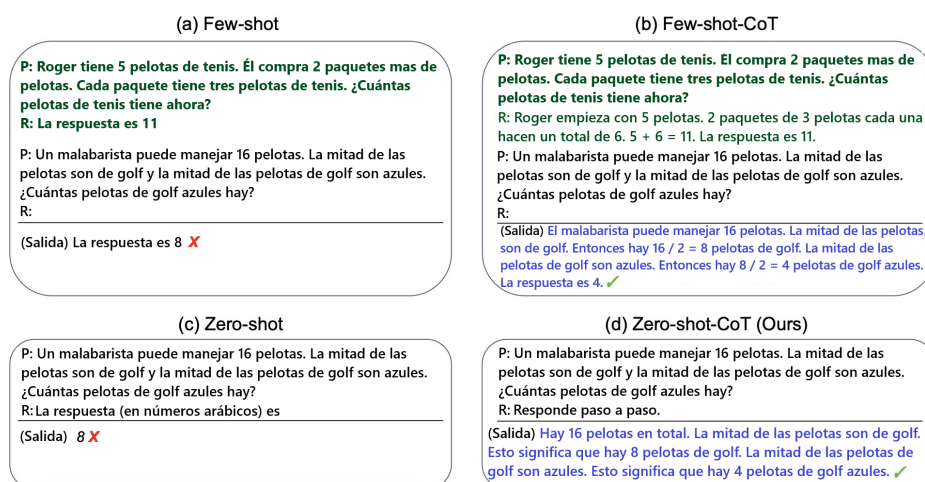 (a) Few-shot
P: Roger tiene 5 pelotas de tenis. Él compra 2 paquetes mas de
pelotas. Cada paquete tiene tres pelotas de tenis. ¿Cuántas
pelotas de tenis tiene ahora?
R: La respuesta es 11
P: Un malabarista puede manejar 16 pelotas. La mitad de las
pelotas son de golf y la mitad de las pelotas de golf son azules.
¿Cuántas pelotas de golf azules hay?
R:
(Salida) La respuesta es 8 X
(b) Few-shot-CoT
P: Roger tiene 5 pelotas de tenis. Él compra 2 paquetes mas de
pelotas. Cada paquete tiene tres pelotas de tenis. ¿Cuántas
pelotas de tenis tiene ahora?
R: Roger empieza con 5 pelotas. 2 paquetes de 3 pelotas cada una
hacen un total de 6. 5 + 6 = 11. La respuesta es 11.
P: Un malabarista puede manejar 16 pelotas. La mitad de las
pelotas son de golf y la mitad de las pelotas de golf son azules.
¿Cuántas pelotas de golf azules hay?
R:
(Salida) El malabarista puede manejar 16 pelotas. La mitad de las pelotas
son de golf. Entonces hay 16 / 2 = 8 pelotas de golf. La mitad de las
pelotas de golf son azules. Entonces hay 8 / 2 = 4 pelotas de golf azules.
La respuesta es 4. ✓
(c) Zero-shot
P: Un malabarista puede manejar 16 pelotas. La mitad de las
pelotas son de golf y la mitad de las pelotas de golf son azules.
¿Cuántas pelotas de golf azules hay?
R: La respuesta (en números arábicos) es
(Salida) 8 X
(d) Zero-shot-CoT (Ours)
P: Un malabarista puede manejar 16 pelotas. La mitad de las
pelotas son de golf y la mitad de las pelotas de golf son azules.
¿Cuántas pelotas de golf azules hay?
R: Responde paso a paso.
(Salida) Hay 16 pelotas en total. La mitad de las pelotas son de golf.
Esto significa que hay 8 pelotas de golf. La mitad de las pelotas de
golf son azules. Esto significa que hay 4 pelotas de golf azules. ✓